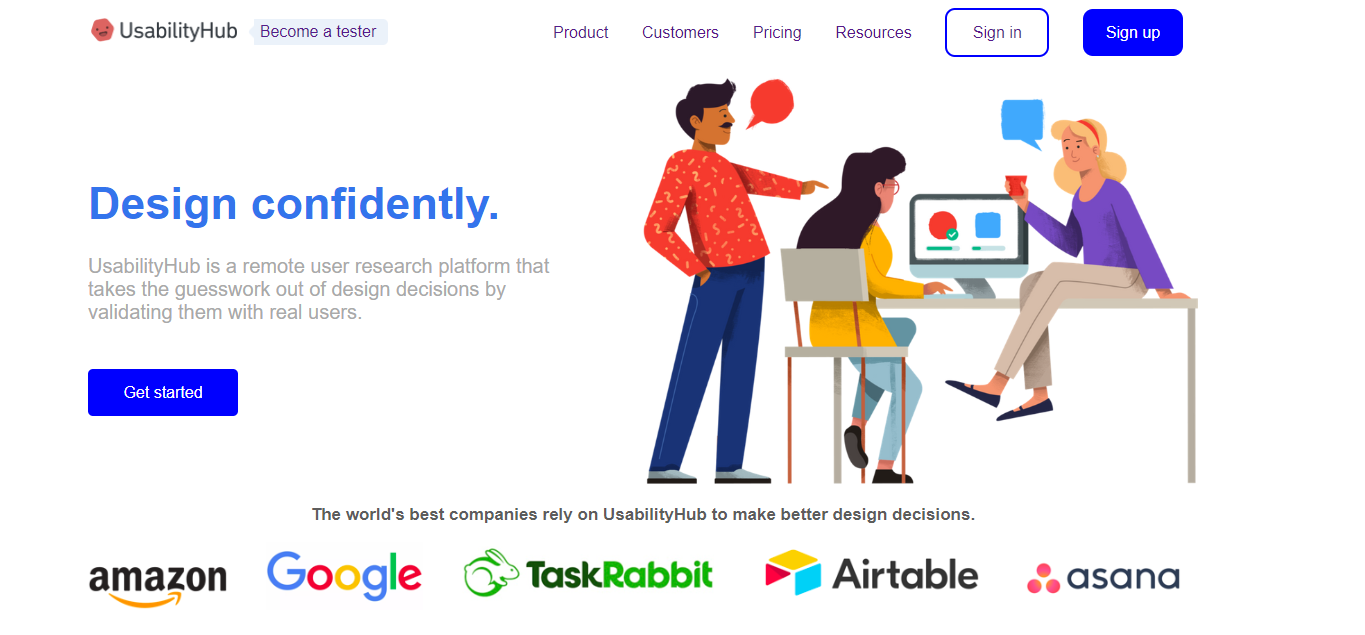 UsabilityHub Become a tester Product Customers Pricing Resources Sign in Sign up
Design confidently.
UsabilityHub is a remote user research platform that
takes the guesswork out of design decisions by
validating them with real users.
Get started
The world's best companies rely on UsabilityHub to make better design decisions.
amazon Google TaskRabbit Airtable asana